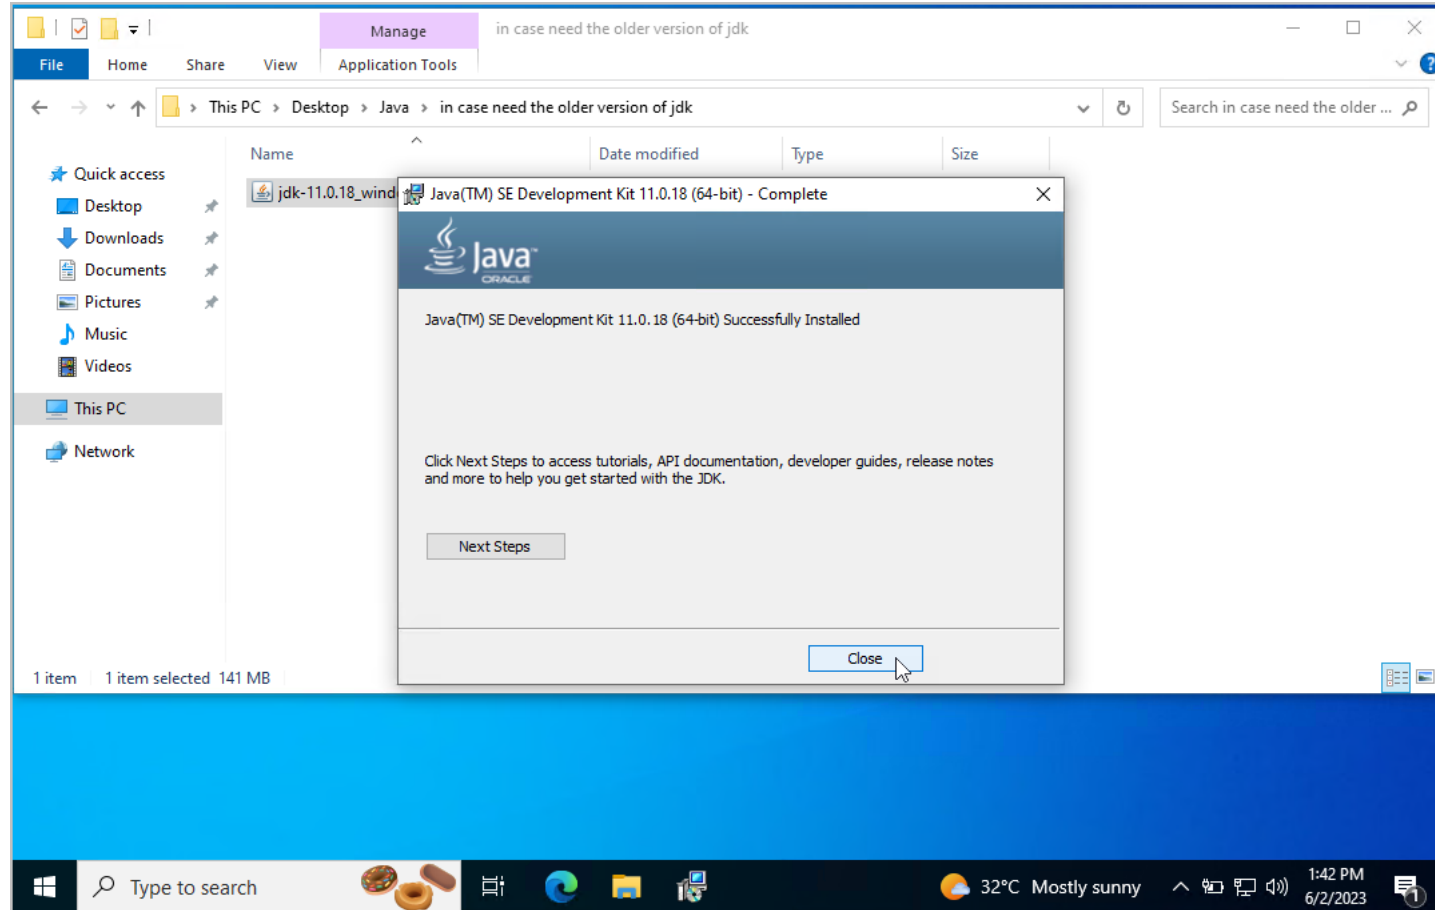 Manage
in case need the older version of jdk
File Home Share View Application Tools
This PC > Desktop > Java > in case need the older version of jdk
Search in case need the older ...
Name Date modified Type Size
Quick access
Desktop
Downloads
Documents
Pictures
Music
Videos
This PC
Network
jdk-11.0.18_wind
Java(TM) SE Development Kit 11.0.18 (64-bit) - Complete
Java™
ORACLE
Java(TM) SE Development Kit 11.0.18 (64-bit) Successfully Installed
Click Next Steps to access tutorials, API documentation, developer guides, release notes
and more to help you get started with the JDK.
Next Steps
Close
1 item 1 item selected 141 MB
Type to search
32°C Mostly sunny
1:42 PM
6/2/2023
1